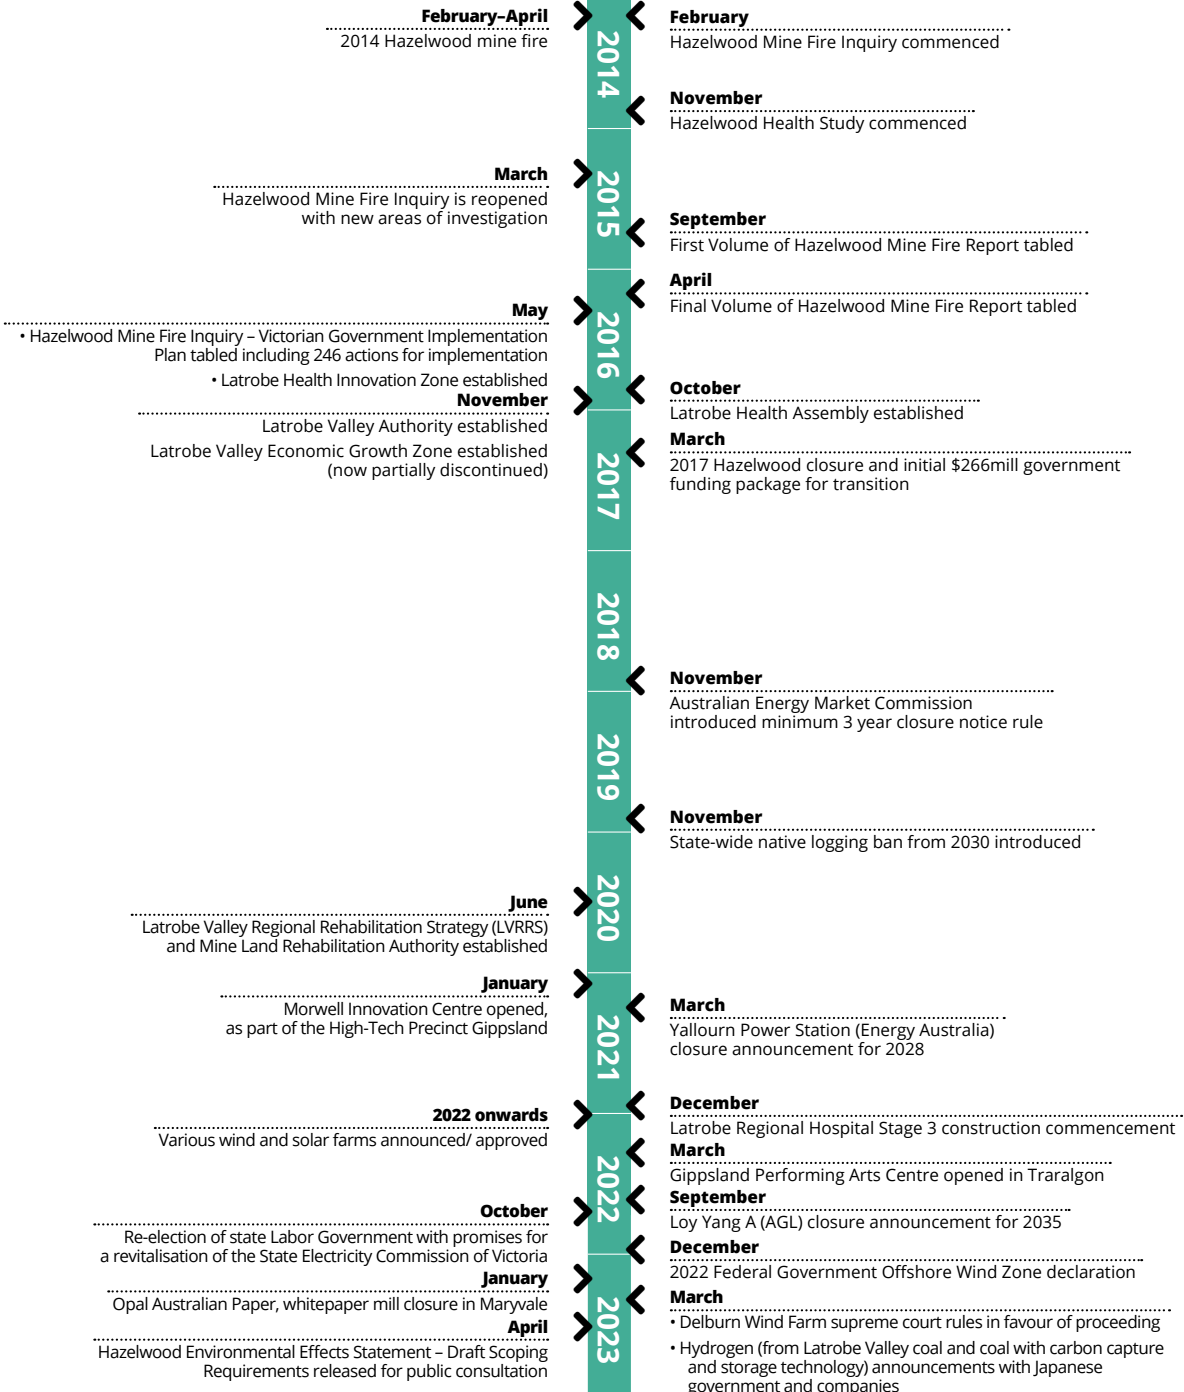 February–April
2014 Hazelwood mine fire
February
Hazelwood Mine Fire Inquiry commenced
2014
November
Hazelwood Health Study commenced
March
Hazelwood Mine Fire Inquiry is reopened
with new areas of investigation
2015
September
First Volume of Hazelwood Mine Fire Report tabled
April
Final Volume of Hazelwood Mine Fire Report tabled
May
• Hazelwood Mine Fire Inquiry – Victorian Government Implementation
Plan tabled including 246 actions for implementation
• Latrobe Health Innovation Zone established
2016
October
Latrobe Health Assembly established
November
Latrobe Valley Authority established
Latrobe Valley Economic Growth Zone established
(now partially discontinued)
March
2017 Hazelwood closure and initial $266mill government
funding package for transition
2017
2018
November
Australian Energy Market Commission
introduced minimum 3 year closure notice rule
2019
November
State-wide native logging ban from 2030 introduced
2020
June
Latrobe Valley Regional Rehabilitation Strategy (LVRRS)
and Mine Land Rehabilitation Authority established
January
Morwell Innovation Centre opened,
as part of the High-Tech Precinct Gippsland
March
Yallourn Power Station (Energy Australia)
closure announcement for 2028
2021
December
Latrobe Regional Hospital Stage 3 construction commencement
2022 onwards
Various wind and solar farms announced/ approved
March
Gippsland Performing Arts Centre opened in Traralgon
2022
September
Loy Yang A (AGL) closure announcement for 2035
October
Re-election of state Labor Government with promises for
a revitalisation of the State Electricity Commission of Victoria
December
2022 Federal Government Offshore Wind Zone declaration
January
Opal Australian Paper, whitepaper mill closure in Maryvale
March
• Delburn Wind Farm supreme court rules in favour of proceeding
• Hydrogen (from Latrobe Valley coal and coal with carbon capture
and storage technology) announcements with Japanese
government and companies
2023
April
Hazelwood Environmental Effects Statement – Draft Scoping
Requirements released for public consultation